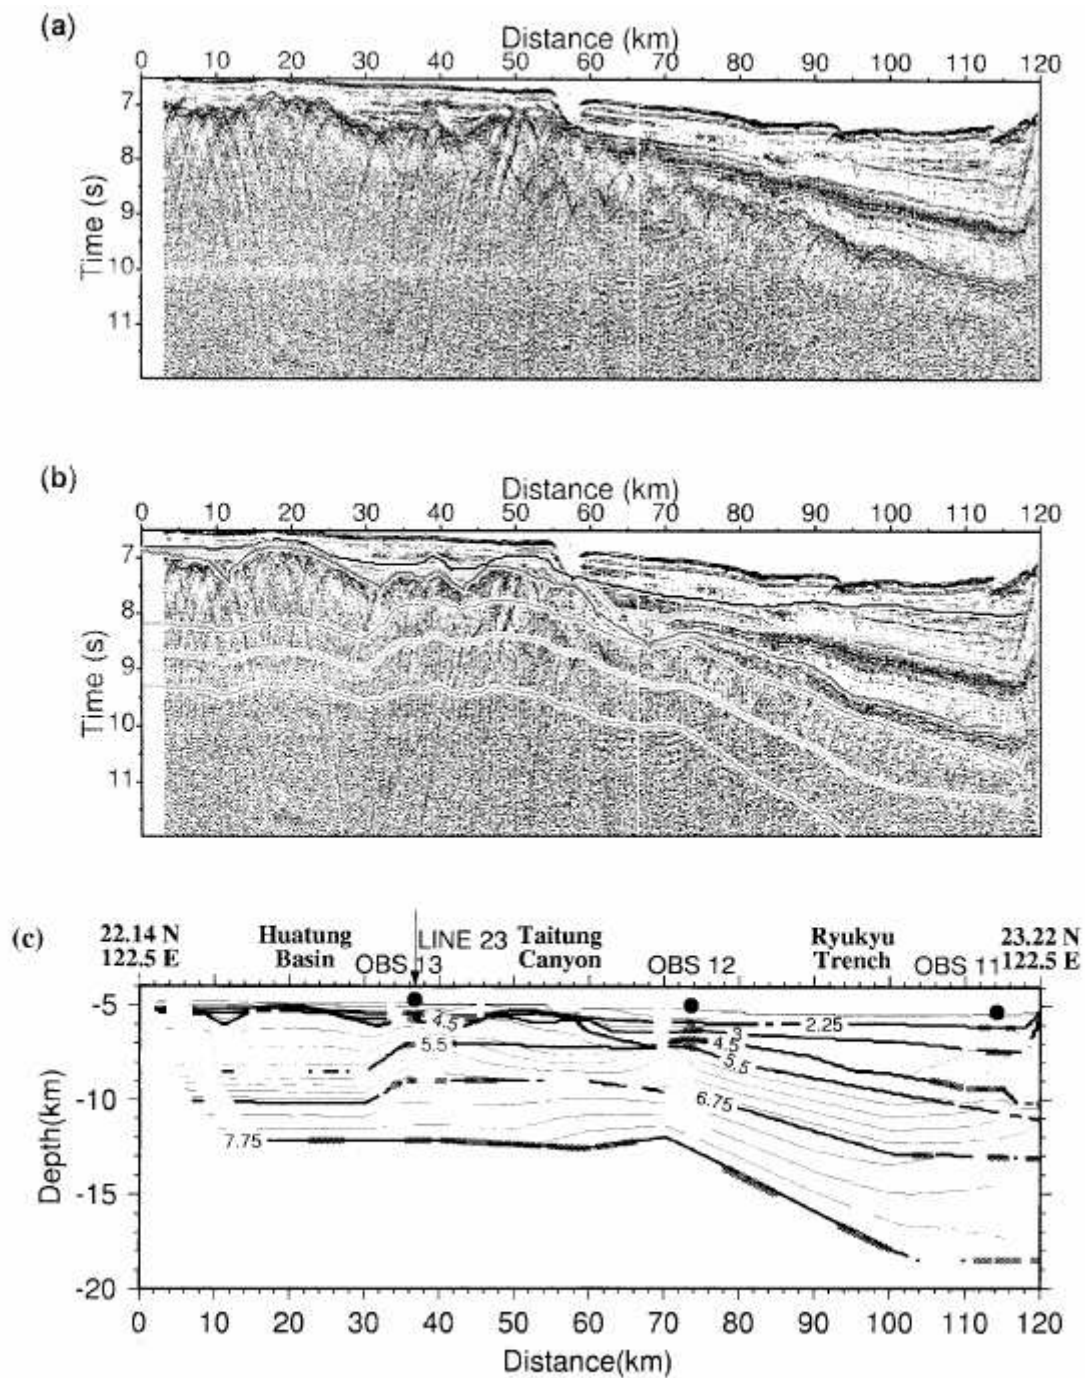 (a)
Distance (km)
0 10 20 30 40 50 60 70 80 90 100 110 120
7
8
9
10
11
Time (s)
(b)
Distance (km)
0 10 20 30 40 50 60 70 80 90 100 110 120
7
8
9
10
11
Time (s)
(c)
22.14 N
122.5 E
Huatung
Basin
OBS 13
LINE 23
Taitung
Canyon
OBS 12
Ryukyu
Trench
OBS 11
23.22 N
122.5 E
-5
-10
-15
-20
Depth(km)
4.5
5.5
7.75
3
4.5
5.5
6.75
2.25
0 10 20 30 40 50 60 70 80 90 100 110 120
Distance(km)